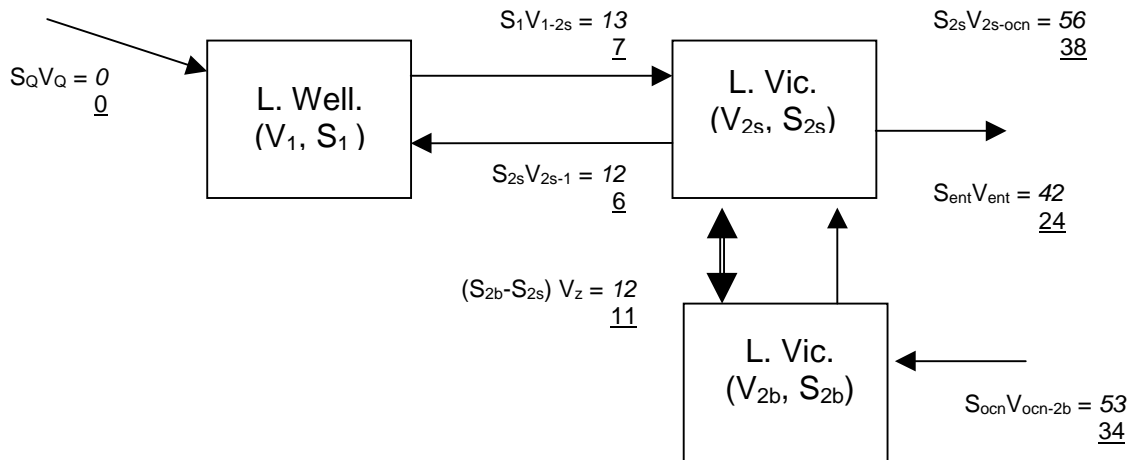 S1V1-2s = 13
7
S2sV2s-ocn = 56
38
SQVQ = 0
0
L. Well.
(V1, S1 )
L. Vic.
(V2s, S2s)
S2sV2s-1 = 12
6
SentVent = 42
24
(S2b-S2s) Vz = 12
11
L. Vic.
(V2b, S2b)
SocnVocn-2b = 53
34